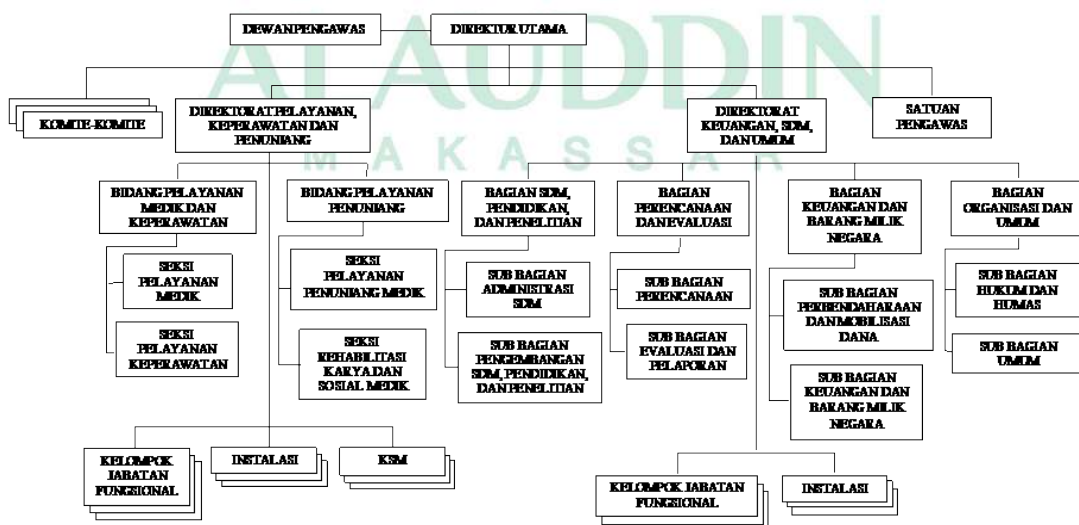 ALAUDDIN
MAKASSAR
DEWAN PENGAWAS
DIREKTUR UTAMA
KOMITE-KOMITE
DIREKTORAT PELAYANAN,
KEPERAWATAN DAN
PENUNJANG
DIREKTORAT
KEUANGAN, SDM,
DAN UMUM
SATUAN
PENGAWAS
BIDANG PELAYANAN
MEDIK DAN
KEPERAWATAN
BIDANG PELAYANAN
PENUNJANG
BAGIAN SDM,
PENDIDIKAN,
DAN PENELITIAN
BAGIAN
PERENCANAAN
DAN EVALUASI
BAGIAN
KEUANGAN DAN
BARANG MILIK
NEGARA
BAGIAN
ORGANISASI DAN
UMUM
SEKSI
PELAYANAN
MEDIK
SEKSI
PELAYANAN
PENUNJANG MEDIK
SUB BAGIAN
ADMINISTRASI
SDM
SUB BAGIAN
PERENCANAAN
SUB BAGIAN
PERBENDAHARAAN
DAN MOBILISASI
DANA
SUB BAGIAN
HUKUM DAN
HUMAS
SEKSI
PELAYANAN
KEPERAWATAN
SEKSI
REHABILITASI
KARYA DAN
SOSIAL MEDIK
SUB BAGIAN
PENGEMBANGAN
SDM, PENDIDIKAN,
DAN PENELITIAN
SUB BAGIAN
EVALUASI DAN
PELAPORAN
SUB BAGIAN
KEUANGAN DAN
BARANG MILIK
NEGARA
SUB BAGIAN
UMUM
KELOMPOK
JABATAN
FUNGSIONAL
INSTALASI
KSM
KELOMPOK JABATAN
FUNGSIONAL
INSTALASI